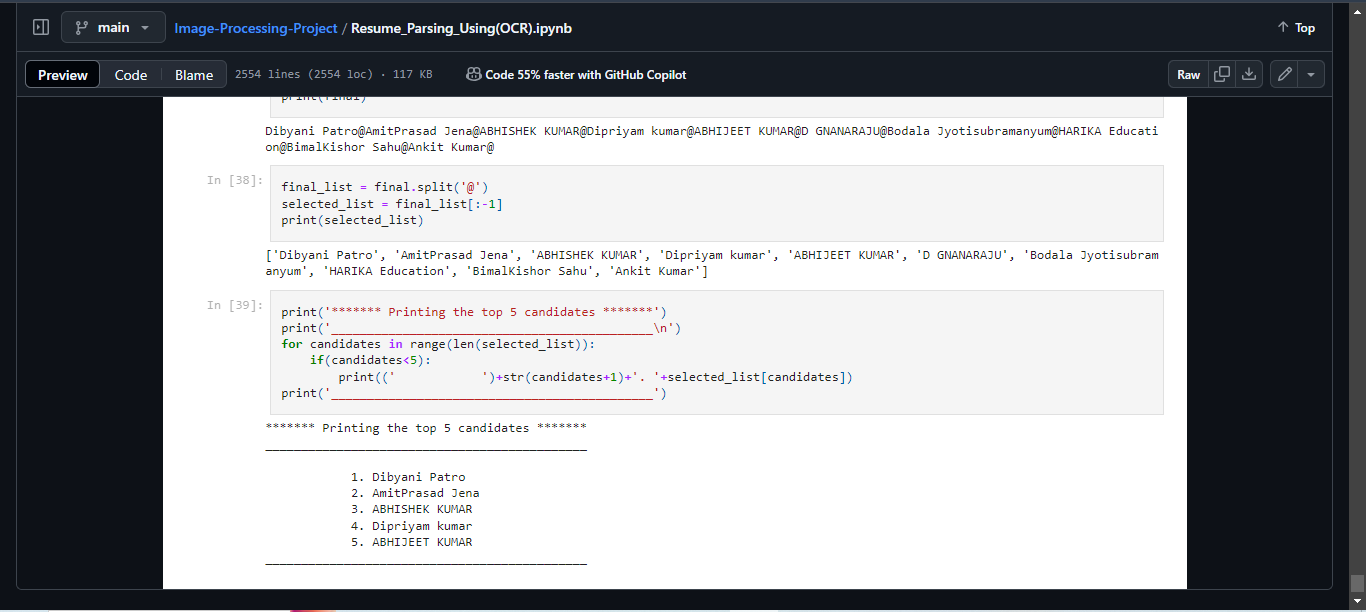 main
Image-Processing-Project / Resume_Parsing_Using(OCR).ipynb
Top
Preview Code Blame 2554 lines (2554 loc) · 117 KB Code 55% faster with GitHub Copilot Raw
print(final)
Dibyani Patro@AmitPrasad Jena@ABHISHEK KUMAR@Dipriyam kumar@ABHIJEET KUMAR@D GNANARAJU@Bodala Jyotisubramanyum@HARIKA Educati
on@BimalKishor Sahu@Ankit Kumar@
In [38]:
final_list = final.split('@')
selected_list = final_list[:-1]
print(selected_list)
['Dibyani Patro', 'AmitPrasad Jena', 'ABHISHEK KUMAR', 'Dipriyam kumar', 'ABHIJEET KUMAR', 'D GNANARAJU', 'Bodala Jyotisubram
anyum', 'HARIKA Education', 'BimalKishor Sahu', 'Ankit Kumar']
In [39]:
print('******* Printing the top 5 candidates *******')
print('_____________________________________________\n')
for candidates in range(len(selected_list)):
    if(candidates<5):
        print(('            ')+str(candidates+1)+'. '+selected_list[candidates])
print('_____________________________________________')
******* Printing the top 5 candidates *******
_____________________________________________
1. Dibyani Patro
2. AmitPrasad Jena
3. ABHISHEK KUMAR
4. Dipriyam kumar
5. ABHIJEET KUMAR
_____________________________________________